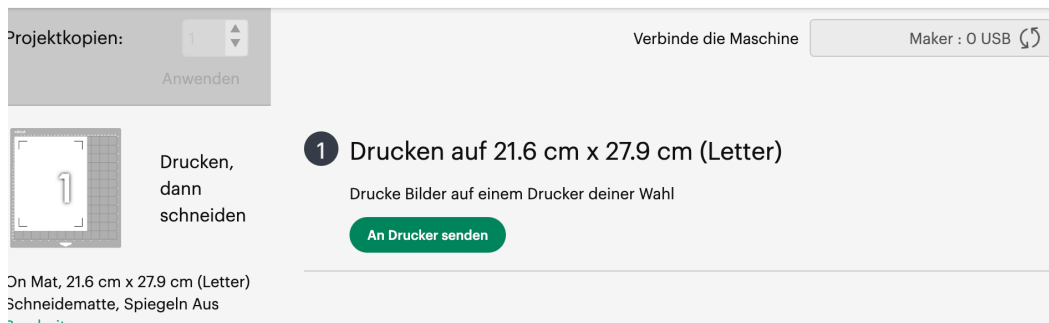 Projektkopien:
1
Anwenden
Verbinde die Maschine
Maker : 0 USB
1
Drucken,
dann
schneiden
1 Drucken auf 21.6 cm x 27.9 cm (Letter)
Drucke Bilder auf einem Drucker deiner Wahl
An Drucker senden
On Mat, 21.6 cm x 27.9 cm (Letter)
Schneidematte, Spiegeln Aus